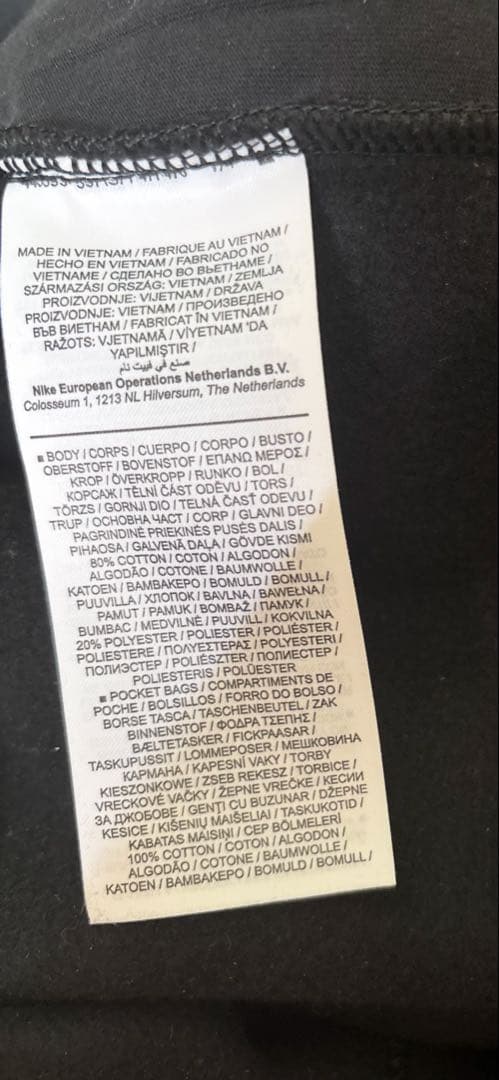 MADE IN VIETNAM / FABRIQUE AU VIETNAM /
HECHO EN VIETNAM / FABRICADO NO
VIETNAME / СДЕЛАНО ВО ВЬЕТНАМЕ /
SZÁRMAZÁSI ORSZÁG: VIETNAM / ZEMLJA
PROIZVODNJE: VIJETNAM / DRŽAVA
PROIZVODNJE: VIETNAM / ПРОИЗВЕДЕНО
ВЪВ ВИЕТНАМ / FABRICAT ÎN VIETNAM /
RAŽOTS: VJETNAMĀ / VİYETNAM 'DA
YAPILMIŞTIR /
صنع في فييت نام
Nike European Operations Netherlands B.V.
Colosseum 1, 1213 NL Hilversum, The Netherlands
■ BODY / CORPS / CUERPO / CORPO / BUSTO /
OBERSTOFF / BOVENSTOF / ΕΠΑΝΩ ΜΕΡΟΣ /
KROP / ÖVERKROPP / RUNKO / BOL /
КОРСАЖ / TĚLNÍ ČÁST ODĚVU / TORS /
TÖRZS / GORNJI DIO / TELNÁ ČASŤ ODEVU /
TRUP / ОСНОВНА ЧАСТ / CORP / GLAVNI DEO /
PAGRINDINĖ PRIEKINĖS PUSĖS DALIS /
PIHAOSA / GALVENĀ DAĻA / GÖVDE KISMI
80% COTTON / COTON / ALGODON /
ALGODÃO / COTONE / BAUMWOLLE /
KATOEN / ΒΑΜΒΑΚΕΡΟ / BOMULD / BOMULL /
PUUVILLA / ХЛОПОК / BAVLNA / BAWEŁNA /
PAMUT / PAMUK / BOMBAŽ / ПАМУК /
BUMBAC / MEDVILNĖ / PUUVILL / KOKVILNA
20% POLYESTER / POLIESTER / POLIÉSTER /
POLIESTERE / ΠΟΛΥΕΣΤΕΡΑΣ / POLYESTERI /
ПОЛИЭСТЕР / POLIÉSZTER / ПОЛИЕСТЕР /
POLIESTERIS / POLÜESTER
■ POCKET BAGS / COMPARTIMENTS DE
POCHE / BOLSILLOS / FORRO DO BOLSO /
BORSE TASCA / TASCHENBEUTEL / ZAK
BINNENSTOF / ΦΟΔΡΑ ΤΣΕΠΗΣ /
BÆLTETASKER / FICKPAASAR /
TASKUPUSSIT / LOMMEPOSER / МЕШКОВИНА
КАРМАНА / KAPESNÍ VAKY / TORBY
KIESZONKOWE / ZSEB REKESZ / TORBICE /
VRECKOVÉ VAČKY / ŽEPNE VREČKE / КЕСИИ
ЗА ДЖОБОВЕ / GENȚI CU BUZUNAR / DŽEPNE
KESICE / KIŠENIŲ MAIŠELIAI / TASKUKOTID /
KABATAS MAISIŅI / CEP BÖLMELERİ
100% COTTON / COTON / ALGODON /
ALGODÃO / COTONE / BAUMWOLLE /
KATOEN / ΒΑΜΒΑΚΕΡΟ / BOMULD / BOMULL /